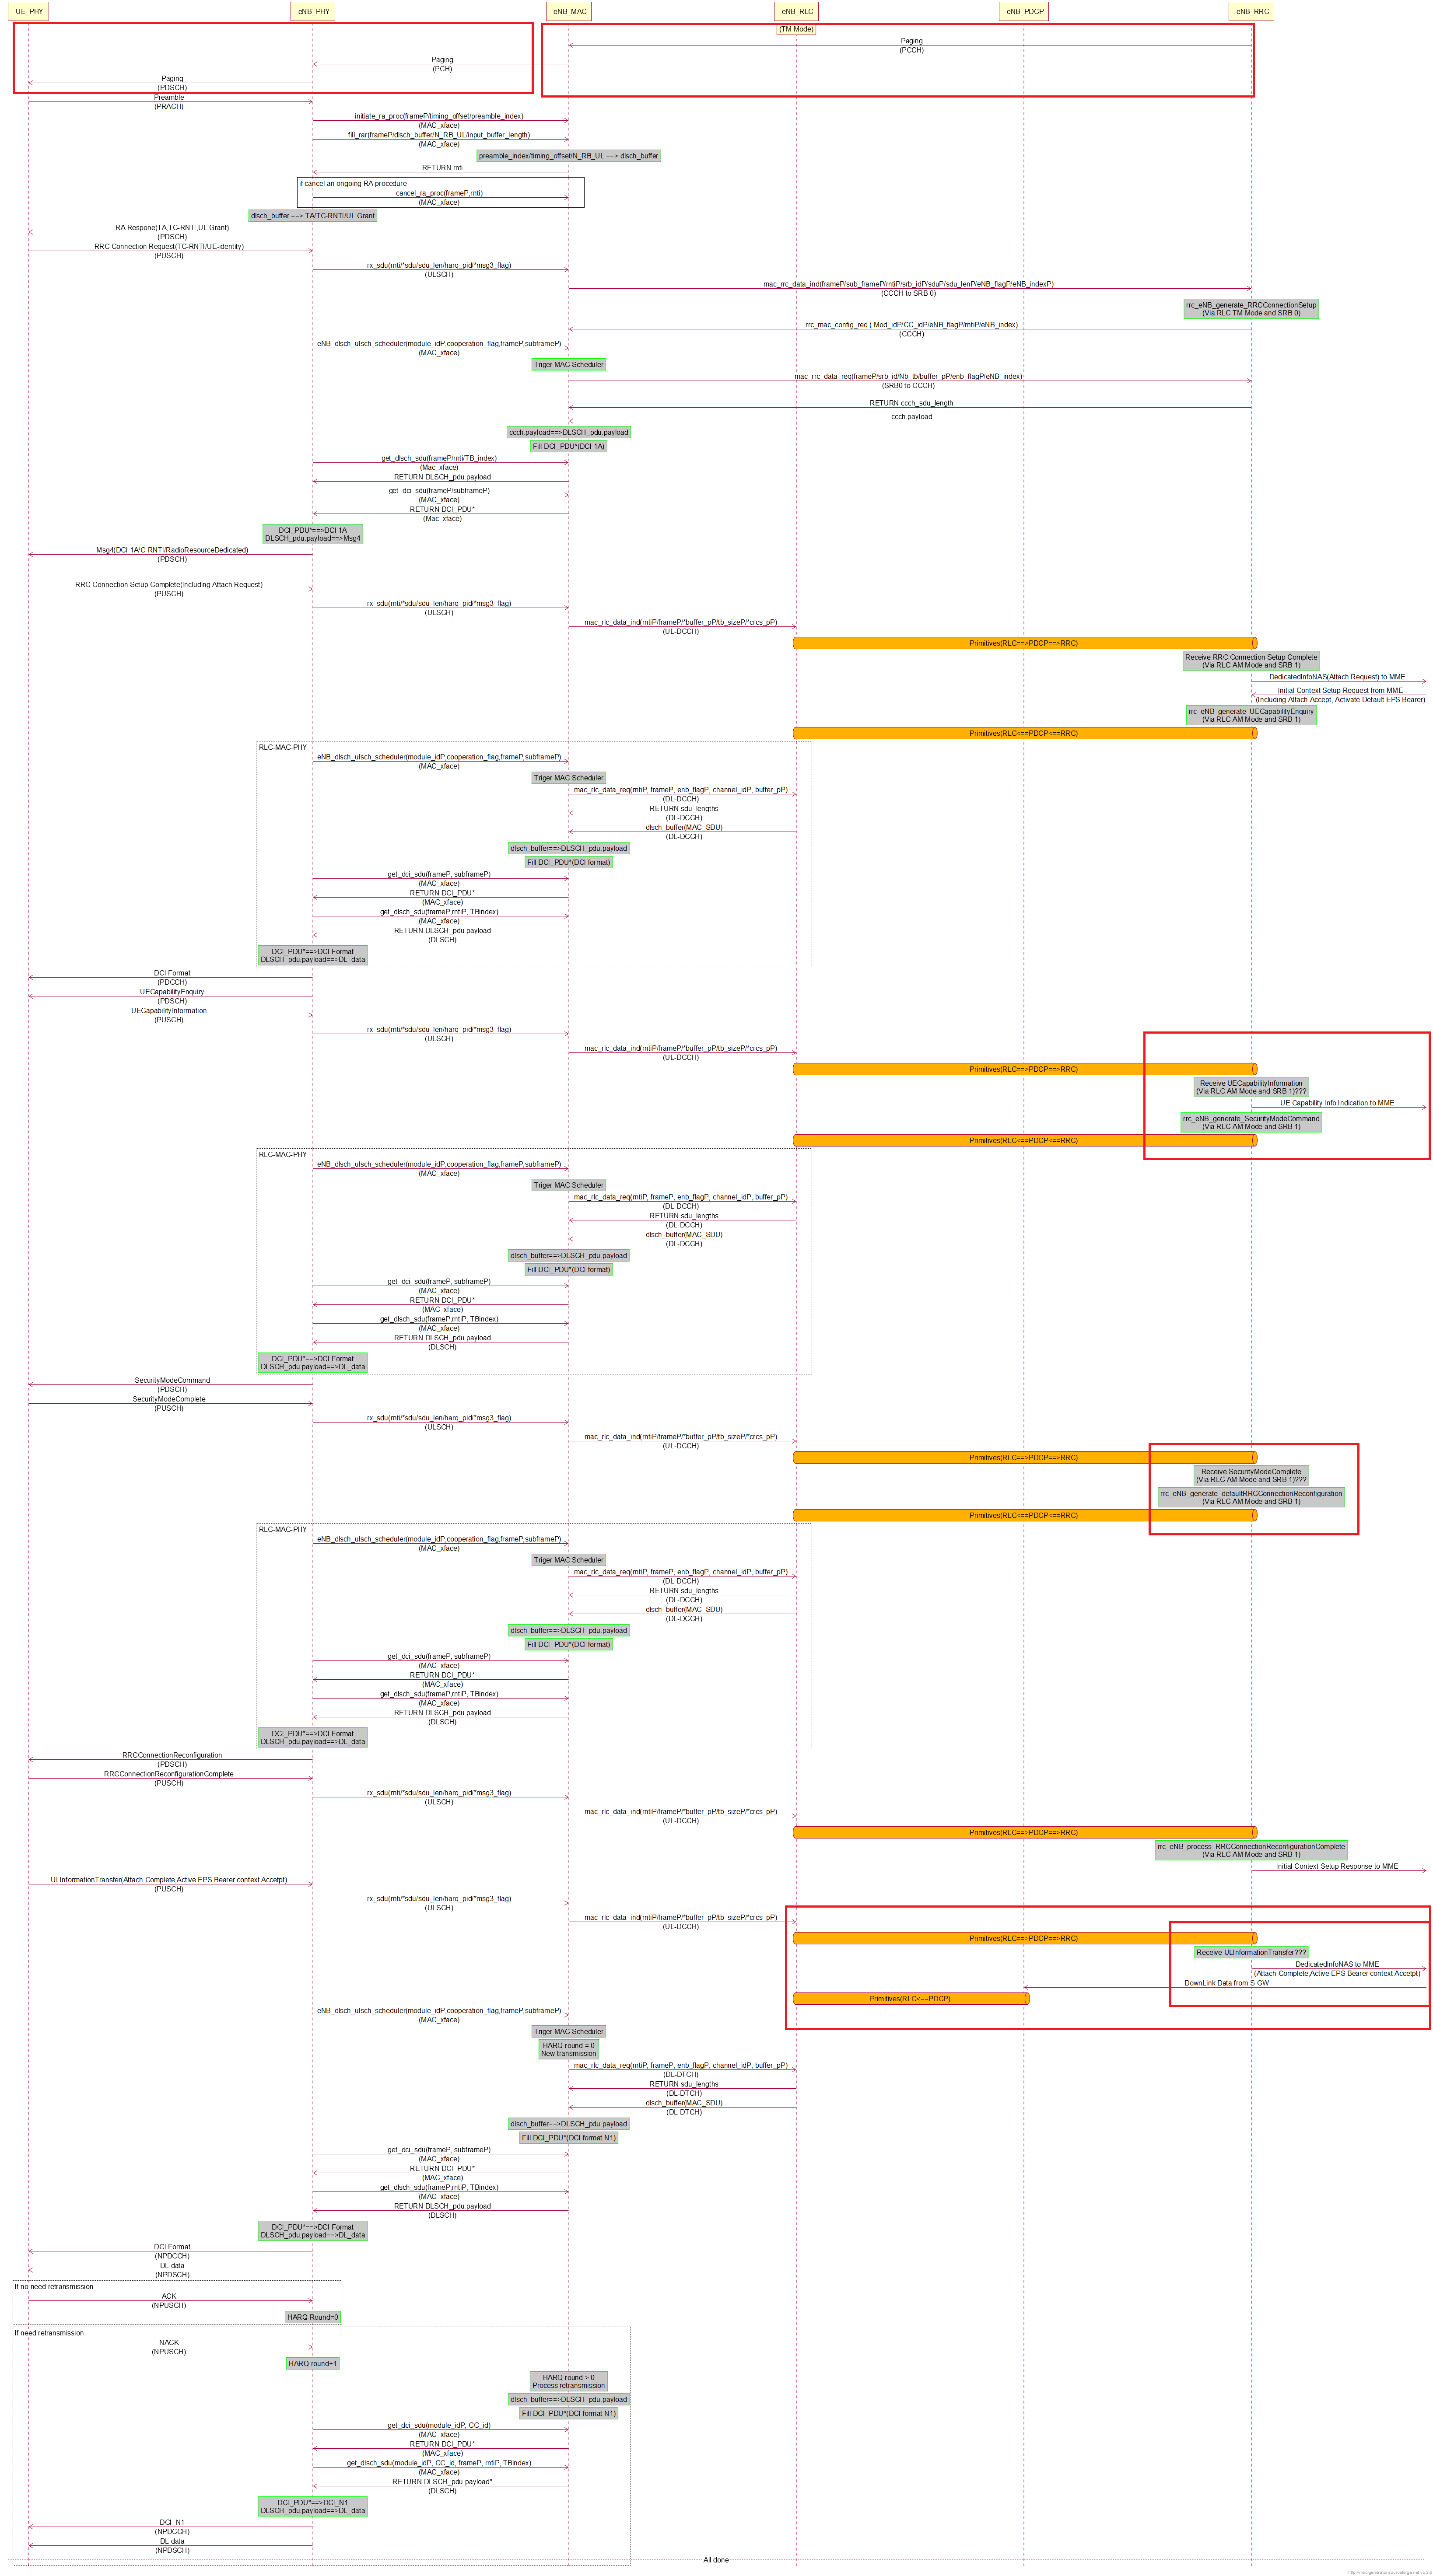 UE_PHY
eNB_PHY
eNB_MAC
eNB_RLC
eNB_PDCP
eNB_RRC
(TM Mode)
Paging
(PCCH)
Paging
(PCH)
Paging
(PDSCH)
Preamble
(PRACH)
initiate_ra_proc(frameP/timing_offset/preamble_index)
(MAC_xface)
fill_rar(frameP/dlsch_buffer/N_RB_UL/input_buffer_length)
(MAC_xface)
preamble_index/timing_offset/N_RB_UL ==> dlsch_buffer
RETURN rnti
if cancel an ongoing RA procedure
cancel_ra_proc(frameP,rnti)
(MAC_xface)
dlsch_buffer ==> TA/TC-RNTI/UL Grant
RA Respone(TA,TC-RNTI,UL Grant)
(PDSCH)
RRC Connection Request(TC-RNTI/UE-identity)
(PUSCH)
rx_sdu(rnti/*sdu/sdu_len/harq_pid/*msg3_flag)
(ULSCH)
mac_rrc_data_ind(frameP/sub_frameP/rntiP/srb_idP/sduP/sdu_lenP/eNB_flagP/eNB_indexP)
(CCCH to SRB 0)
rrc_eNB_generate_RRCConnectionSetup
(Via RLC TM Mode and SRB 0)
rrc_mac_config_req ( Mod_idP/CC_idP/eNB_flagP/rntiP/eNB_index)
(CCCH)
eNB_dlsch_ulsch_scheduler(module_idP,cooperation_flag,frameP,subframeP)
(MAC_xface)
Triger MAC Scheduler
mac_rrc_data_req(frameP/srb_id/Nb_tb/buffer_pP/enb_flagP/eNB_index)
(SRB0 to CCCH)
RETURN ccch_sdu_length
ccch.payload
ccch.payload==>DLSCH_pdu.payload
Fill DCI_PDU*(DCI 1A)
get_dlsch_sdu(frameP/rnti/TB_index)
(Mac_xface)
RETURN DLSCH_pdu.payload
get_dci_sdu(frameP/subframeP)
(MAC_xface)
RETURN DCI_PDU*
(Mac_xface)
DCI_PDU*==>DCI 1A
DLSCH_pdu.payload==>Msg4
Msg4(DCI 1A/C-RNTI/RadioResourceDedicated)
(PDSCH)
RRC Connection Setup Complete(Including Attach Request)
(PUSCH)
rx_sdu(rnti/*sdu/sdu_len/harq_pid/*msg3_flag)
(ULSCH)
mac_rlc_data_ind(rntiP/frameP/*buffer_pP/tb_sizeP/*crcs_pP)
(UL-DCCH)
Primitives(RLC==>PDCP==>RRC)
Receive RRC Connection Setup Complete
(Via RLC AM Mode and SRB 1)
DedicatedInfoNAS(Attach Request) to MME
Initial Context Setup Request from MME
(Including Attach Accept, Activate Default EPS Bearer)
rrc_eNB_generate_UECapabilityEnquiry
(Via RLC AM Mode and SRB 1)
Primitives(RLC<==PDCP<==RRC)
RLC-MAC-PHY
eNB_dlsch_ulsch_scheduler(module_idP,cooperation_flag,frameP,subframeP)
(MAC_xface)
Triger MAC Scheduler
mac_rlc_data_req(rntiP, frameP, enb_flagP, channel_idP, buffer_pP)
(DL-DCCH)
RETURN sdu_lengths
(DL-DCCH)
dlsch_buffer(MAC_SDU)
(DL-DCCH)
dlsch_buffer==>DLSCH_pdu.payload
Fill DCI_PDU*(DCI format)
get_dci_sdu(frameP, subframeP)
(MAC_xface)
RETURN DCI_PDU*
(MAC_xface)
get_dlsch_sdu(frameP,rntiP, TBindex)
(MAC_xface)
RETURN DLSCH_pdu.payload
(DLSCH)
DCI_PDU*==>DCI Format
DLSCH_pdu.payload==>DL_data
DCI Format
(PDCCH)
UECapabilityEnquiry
(PDSCH)
UECapabilityInformation
(PUSCH)
rx_sdu(rnti/*sdu/sdu_len/harq_pid/*msg3_flag)
(ULSCH)
mac_rlc_data_ind(rntiP/frameP/*buffer_pP/tb_sizeP/*crcs_pP)
(UL-DCCH)
Primitives(RLC==>PDCP==>RRC)
Receive UECapabilityInformation
(Via RLC AM Mode and SRB 1)???
UE Capability Info Indication to MME
rrc_eNB_generate_SecurityModeCommand
(Via RLC AM Mode and SRB 1)
Primitives(RLC<==PDCP<==RRC)
RLC-MAC-PHY
eNB_dlsch_ulsch_scheduler(module_idP,cooperation_flag,frameP,subframeP)
(MAC_xface)
Triger MAC Scheduler
mac_rlc_data_req(rntiP, frameP, enb_flagP, channel_idP, buffer_pP)
(DL-DCCH)
RETURN sdu_lengths
(DL-DCCH)
dlsch_buffer(MAC_SDU)
(DL-DCCH)
dlsch_buffer==>DLSCH_pdu.payload
Fill DCI_PDU*(DCI format)
get_dci_sdu(frameP, subframeP)
(MAC_xface)
RETURN DCI_PDU*
(MAC_xface)
get_dlsch_sdu(frameP,rntiP, TBindex)
(MAC_xface)
RETURN DLSCH_pdu.payload
(DLSCH)
DCI_PDU*==>DCI Format
DLSCH_pdu.payload==>DL_data
SecurityModeCommand
(PDSCH)
SecurityModeComplete
(PUSCH)
rx_sdu(rnti/*sdu/sdu_len/harq_pid/*msg3_flag)
(ULSCH)
mac_rlc_data_ind(rntiP/frameP/*buffer_pP/tb_sizeP/*crcs_pP)
(UL-DCCH)
Primitives(RLC==>PDCP==>RRC)
Receive SecurityModeComplete
(Via RLC AM Mode and SRB 1)???
rrc_eNB_generate_defaultRRCConnectionReconfiguration
(Via RLC AM Mode and SRB 1)
Primitives(RLC<==PDCP<==RRC)
RLC-MAC-PHY
eNB_dlsch_ulsch_scheduler(module_idP,cooperation_flag,frameP,subframeP)
(MAC_xface)
Triger MAC Scheduler
mac_rlc_data_req(rntiP, frameP, enb_flagP, channel_idP, buffer_pP)
(DL-DCCH)
RETURN sdu_lengths
(DL-DCCH)
dlsch_buffer(MAC_SDU)
(DL-DCCH)
dlsch_buffer==>DLSCH_pdu.payload
Fill DCI_PDU*(DCI format)
get_dci_sdu(frameP, subframeP)
(MAC_xface)
RETURN DCI_PDU*
(MAC_xface)
get_dlsch_sdu(frameP,rntiP, TBindex)
(MAC_xface)
RETURN DLSCH_pdu.payload
(DLSCH)
DCI_PDU*==>DCI Format
DLSCH_pdu.payload==>DL_data
RRCConnectionReconfiguration
(PDSCH)
RRCConnectionReconfigurationComplete
(PUSCH)
rx_sdu(rnti/*sdu/sdu_len/harq_pid/*msg3_flag)
(ULSCH)
mac_rlc_data_ind(rntiP/frameP/*buffer_pP/tb_sizeP/*crcs_pP)
(UL-DCCH)
Primitives(RLC==>PDCP==>RRC)
rrc_eNB_process_RRCConnectionReconfigurationComplete
(Via RLC AM Mode and SRB 1)
Initial Context Setup Response to MME
ULInformationTransfer(Attach Complete,Active EPS Bearer context Accetpt)
(PUSCH)
rx_sdu(rnti/*sdu/sdu_len/harq_pid/*msg3_flag)
(ULSCH)
mac_rlc_data_ind(rntiP/frameP/*buffer_pP/tb_sizeP/*crcs_pP)
(UL-DCCH)
Primitives(RLC==>PDCP==>RRC)
Receive ULInformationTransfer???
DedicatedInfoNAS to MME
(Attach Complete,Active EPS Bearer context Accetpt)
DownLink Data from S-GW
Primitives(RLC<==PDCP)
eNB_dlsch_ulsch_scheduler(module_idP,cooperation_flag,frameP,subframeP)
(MAC_xface)
Triger MAC Scheduler
HARQ round = 0
New transmission
mac_rlc_data_req(rntiP, frameP, enb_flagP, channel_idP, buffer_pP)
(DL-DTCH)
RETURN sdu_lengths
(DL-DTCH)
dlsch_buffer(MAC_SDU)
(DL-DTCH)
dlsch_buffer==>DLSCH_pdu.payload
Fill DCI_PDU*(DCI format N1)
get_dci_sdu(frameP, subframeP)
(MAC_xface)
RETURN DCI_PDU*
(MAC_xface)
get_dlsch_sdu(frameP,rntiP, TBindex)
(MAC_xface)
RETURN DLSCH_pdu.payload
(DLSCH)
DCI_PDU*==>DCI Format
DLSCH_pdu.payload==>DL_data
DCI Format
(NPDCCH)
DL data
(NPDSCH)
If no need retransmission
ACK
(NPUSCH)
HARQ Round=0
If need retransmission
NACK
(NPUSCH)
HARQ round+1
HARQ round > 0
Process retransmission
dlsch_buffer==>DLSCH_pdu.payload
Fill DCI_PDU*(DCI format N1)
get_dci_sdu(module_idP, CC_id)
(MAC_xface)
RETURN DCI_PDU*
(MAC_xface)
get_dlsch_sdu(module_idP, CC_id, frameP, rntiP, TBindex)
(MAC_xface)
RETURN DLSCH_pdu.payload*
(DLSCH)
DCI_PDU*==>DCI_N1
DLSCH_pdu.payload==>DL_data
DCI_N1
(NPDCCH)
DL data
(NPDSCH)
All done